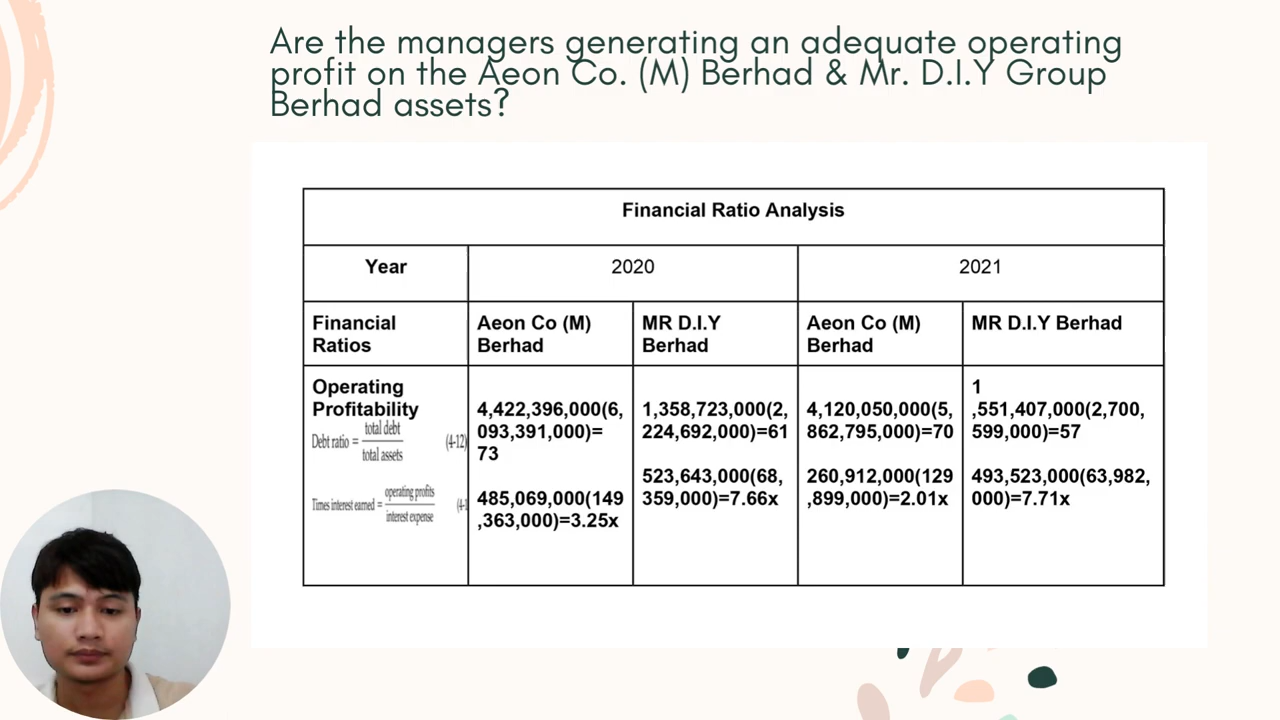 Are the managers generating an adequate operating
profit on the Aeon Co. (M) Berhad & Mr. D.I.Y Group
Berhad assets?
Financial Ratio Analysis
Year
2020
2021
Financial
Ratios
Aeon Co (M)
Berhad
MR D.I.Y
Berhad
Aeon Co (M)
Berhad
MR D.I.Y Berhad
Operating
Profitability
Debt ratio = total debt
total assets
(4-12)
Times interest earned = operating profits
interest expense
(4-1
4,422,396,000(6,
093,391,000)=
73
485,069,000(149
,363,000)=3.25x
1,358,723,000(2,
224,692,000)=61
523,643,000(68,
359,000)=7.66x
4,120,050,000(5,
862,795,000)=70
260,912,000(129
,899,000)=2.01x
1
,551,407,000(2,700,
599,000)=57
493,523,000(63,982,
000)=7.71x